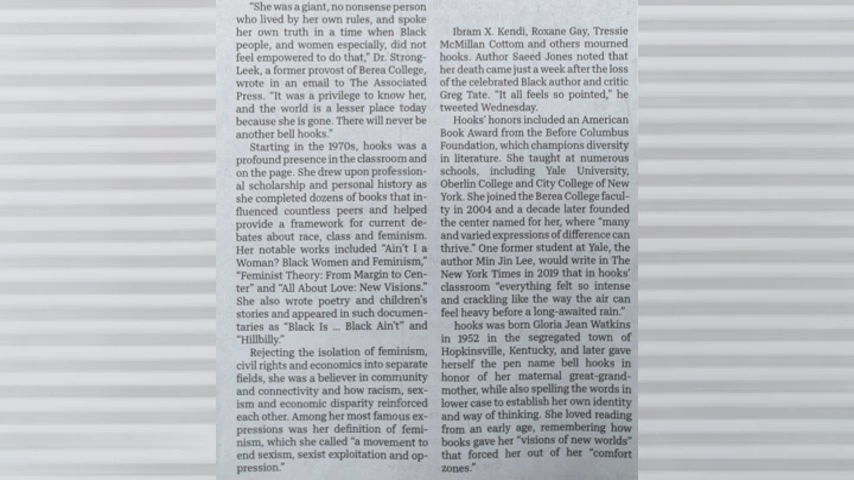 “She was a giant, no nonsense person
who lived by her own rules, and spoke
her own truth in a time when Black
people, and women especially, did not
feel empowered to do that,” Dr. Strong-
Leek, a former provost of Berea College,
wrote in an email to The Associated
Press. “It was a privilege to know her,
and the world is a lesser place today
because she is gone. There will never be
another bell hooks.”
Starting in the 1970s, hooks was a
profound presence in the classroom and
on the page. She drew upon profession-
al scholarship and personal history as
she completed dozens of books that in-
fluenced countless peers and helped
provide a framework for current de-
bates about race, class and feminism.
Her notable works included “Ain’t I a
Woman? Black Women and Feminism,”
“Feminist Theory: From Margin to Cen-
ter” and “All About Love: New Visions.”
She also wrote poetry and children’s
stories and appeared in such documen-
taries as “Black Is ... Black Ain’t” and
“Hillbilly.”
Rejecting the isolation of feminism,
civil rights and economics into separate
fields, she was a believer in community
and connectivity and how racism, sex-
ism and economic disparity reinforced
each other. Among her most famous ex-
pressions was her definition of femi-
nism, which she called “a movement to
end sexism, sexist exploitation and op-
pression.”
Ibram X. Kendi, Roxane Gay, Tressie
McMillan Cottom and others mourned
hooks. Author Saeed Jones noted that
her death came just a week after the loss
of the celebrated Black author and critic
Greg Tate. “It all feels so pointed,” he
tweeted Wednesday.
Hooks’ honors included an American
Book Award from the Before Columbus
Foundation, which champions diversity
in literature. She taught at numerous
schools, including Yale University,
Oberlin College and City College of New
York. She joined the Berea College facul-
ty in 2004 and a decade later founded
the center named for her, where “many
and varied expressions of difference can
thrive.” One former student at Yale, the
author Min Jin Lee, would write in The
New York Times in 2019 that in hooks’
classroom “everything felt so intense
and crackling like the way the air can
feel heavy before a long-awaited rain.”
hooks was born Gloria Jean Watkins
in 1952 in the segregated town of
Hopkinsville, Kentucky, and later gave
herself the pen name bell hooks in
honor of her maternal great-grand-
mother, while also spelling the words in
lower case to establish her own identity
and way of thinking. She loved reading
from an early age, remembering how
books gave her “visions of new worlds”
that forced her out of her “comfort
zones.”